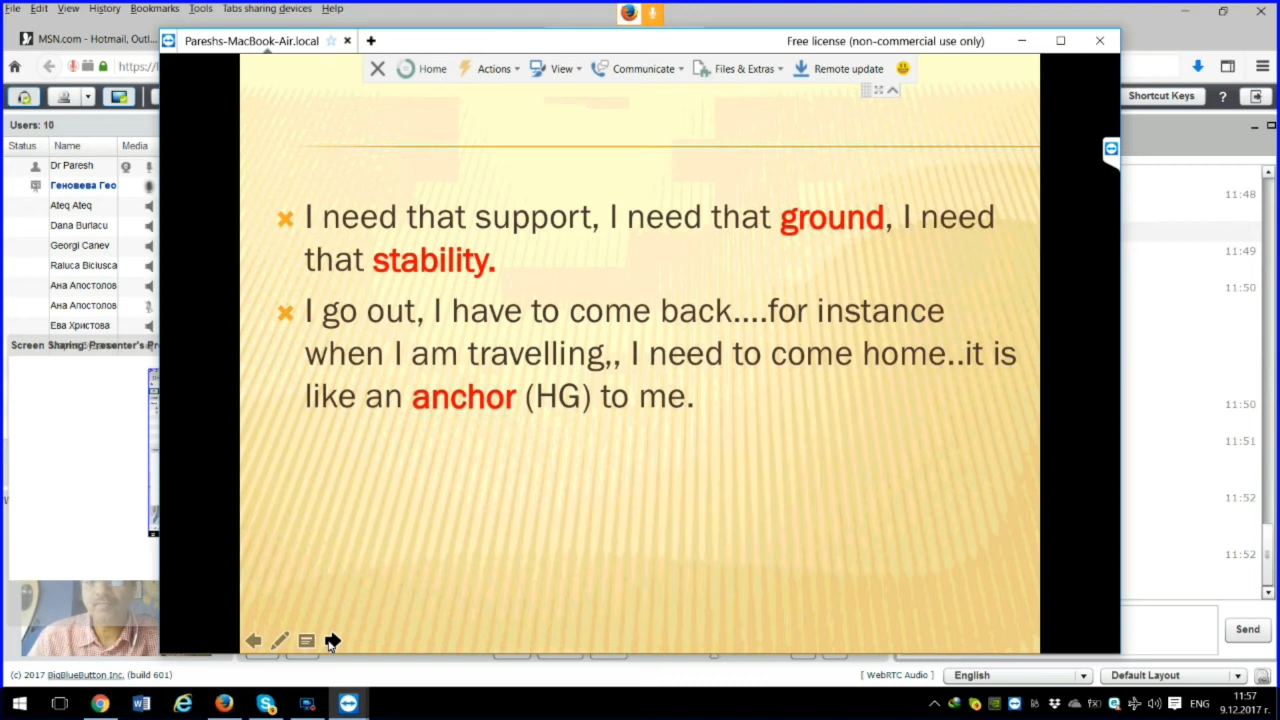 File Edit View History Bookmarks Tools Tabs sharing devices Help
MSN.com - Hotmail, Outl...
Pareshs-MacBook-Air.local
Free license (non-commercial use only)
https://
Home Actions View Communicate Files & Extras Remote update
Shortcut Keys
Users: 10
Status Name Media
Dr Paresh
Геновева Гео
Ateq Ateq
Dana Burlacu
Georgi Canev
Raluca Biciusca
Ана Апостолов
Ана Апостолов
Ева Христова
Screen Sharing: Presenter's Pr
I need that support, I need that ground, I need
that stability.
I go out, I have to come back....for instance
when I am travelling,, I need to come home..it is
like an anchor (HG) to me.
11:48
11:49
11:50
11:50
11:51
11:52
11:52
Send
(c) 2017 BigBlueButton Inc. (build 601)
[ WebRTC Audio ] English Default Layout
ENG
11:57
9.12.2017 г.